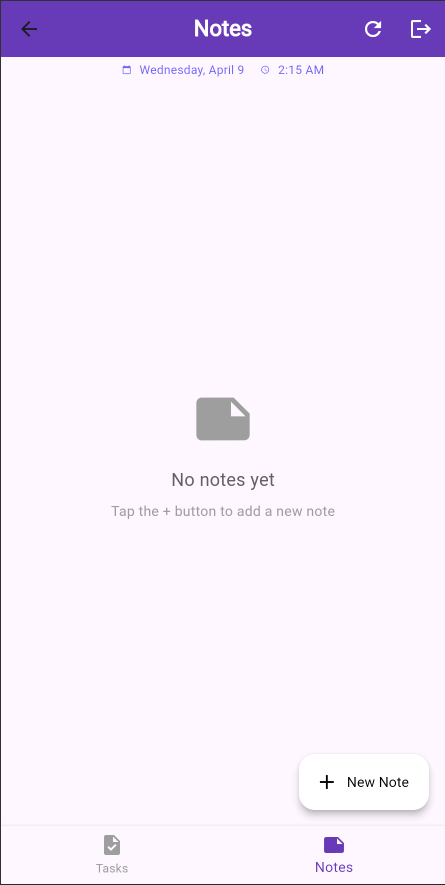 Notes
Wednesday, April 9 2:15 AM
No notes yet
Tap the + button to add a new note
New Note
Tasks
Notes